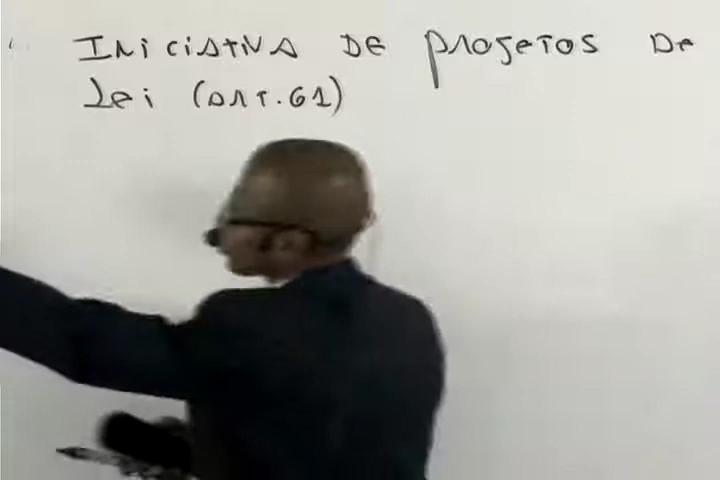 Iniciativa de projetos de
lei (art. 61)